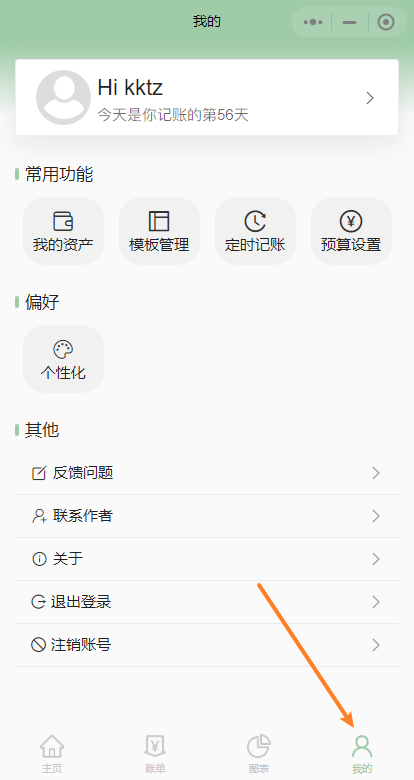 我的
Hi kktz
今天是你记账的第56天
常用功能
我的资产 模板管理 定时记账 预算设置
偏好
个性化
其他
反馈问题
联系作者
关于
退出登录
注销账号
主页 账单 图表 我的